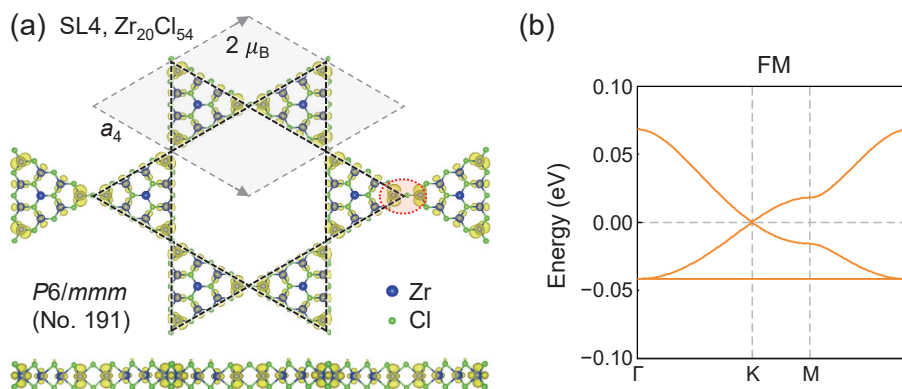 (a) SL4, Zr₂₀Cl₅₄
2 μ_B
a₄
P6/mmm
(No. 191)
Zr
Cl
(b)
FM
Energy (eV)
0.10
0.05
0.00
−0.05
−0.10
Γ K M